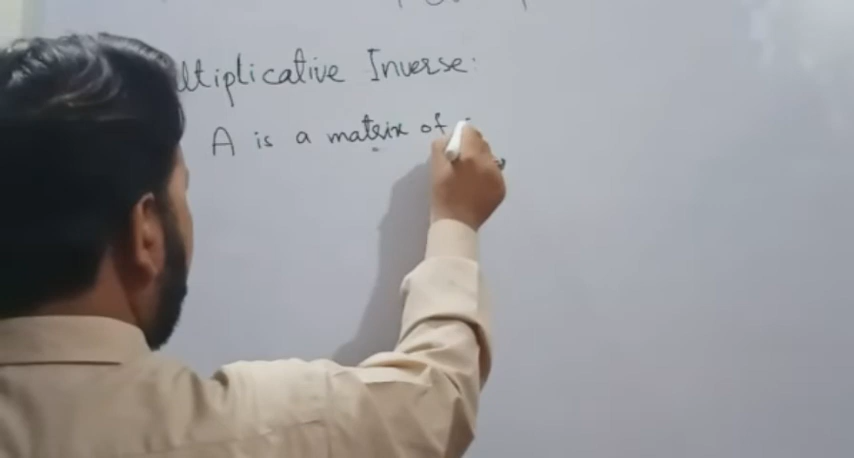 ltiplicative Inverse:
A is a matrix of